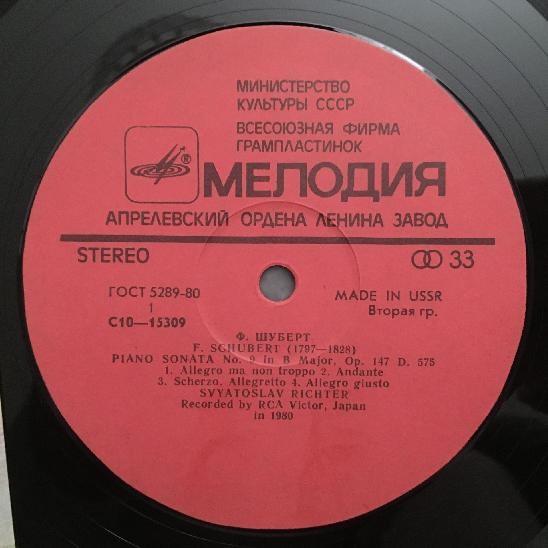 МИНИСТЕРСТВО
КУЛЬТУРЫ СССР
ВСЕСОЮЗНАЯ ФИРМА
ГРАМПЛАСТИНОК
МЕЛОДИЯ
АПРЕЛЕВСКИЙ ОРДЕНА ЛЕНИНА ЗАВОД
STEREO 33
ГОСТ 5289-80 MADE IN USSR
1 Вторая гр.
С10—15309
Ф. ШУБЕРТ
F. SCHUBERT (1797—1828)
PIANO SONATA No. 9 in B Major, Op. 147 D. 575
1. Allegro ma non troppo 2. Andante
3. Scherzo. Allegretto 4. Allegro giusto
SVYATOSLAV RICHTER
Recorded by RCA Victor, Japan
in 1980